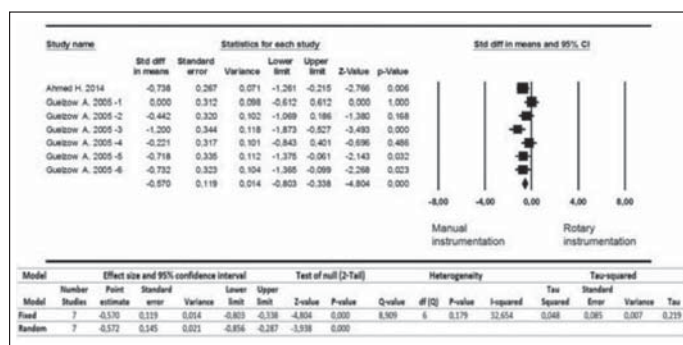 Study name Statistics for each study Std diff in means and 95% CI
Std diff Standard Lower Upper
in means error Variance limit limit Z-Value p-Value
Ahmed H. 2014 -0,738 0,267 0,071 -1,261 -0,215 -2,766 0,006
Guelzow A. 2005 -1 0,000 0,312 0,098 -0,612 0,612 0,000 1,000
Guelzow A. 2005 -2 -0,442 0,320 0,102 -1,069 0,186 -1,380 0,168
Guelzow A. 2005 -3 -1,200 0,344 0,118 -1,873 -0,527 -3,493 0,000
Guelzow A. 2005 -4 -0,221 0,317 0,101 -0,843 0,401 -0,696 0,486
Guelzow A. 2005 -5 -0,718 0,335 0,112 -1,375 -0,061 -2,143 0,032
Guelzow A. 2005 -6 -0,732 0,323 0,104 -1,365 -0,099 -2,268 0,023
-0,570 0,119 0,014 -0,803 -0,338 -4,804 0,000
-8,00 -4,00 0,00 4,00 8,00
Manual Rotary
instrumentation instrumentation
Model Effect size and 95% confidence interval Test of null (2-Tail) Heterogeneity Tau-squared
Number Point Standard Lower Upper Tau Standard
Model Studies estimate error Variance limit limit Z-value P-value Q-value df (Q) P-value I-squared Squared Error Variance Tau
Fixed 7 -0,570 0,119 0,014 -0,803 -0,338 -4,804 0,000 8,909 6 0,179 32,654 0,048 0,085 0,007 0,219
Random 7 -0,572 0,145 0,021 -0,856 -0,287 -3,938 0,000